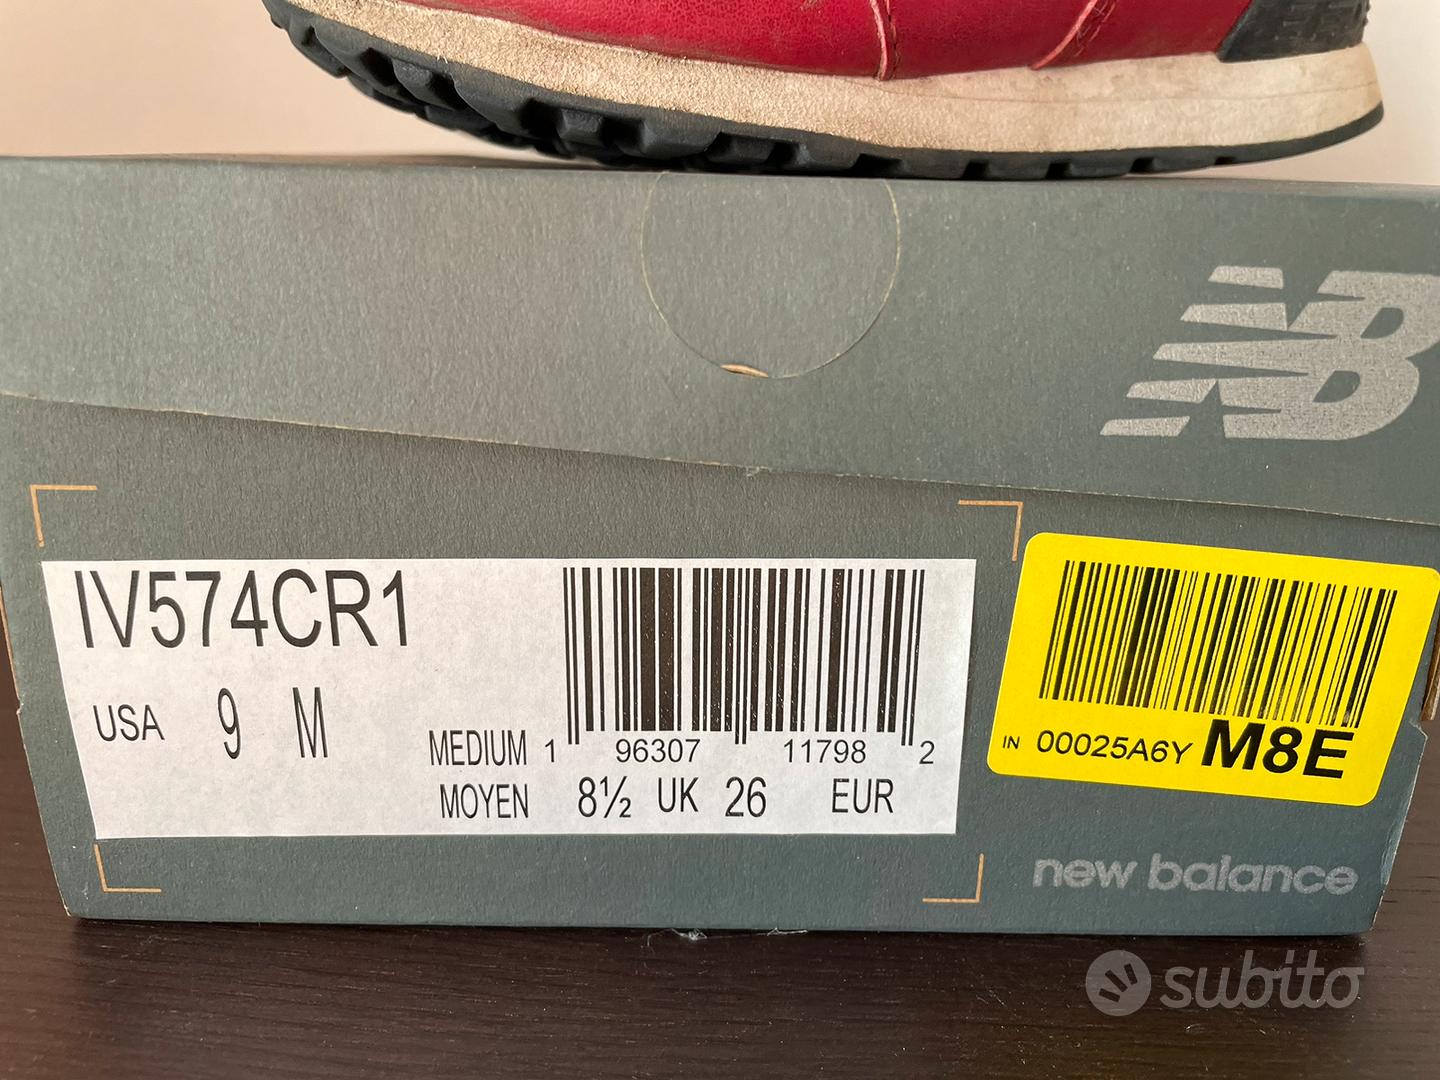 NB
IV574CR1
USA 9 M
MEDIUM 1 96307 11798 2
MOYEN 8½ UK 26 EUR
IN 00025A6Y M8E
new balance
subito